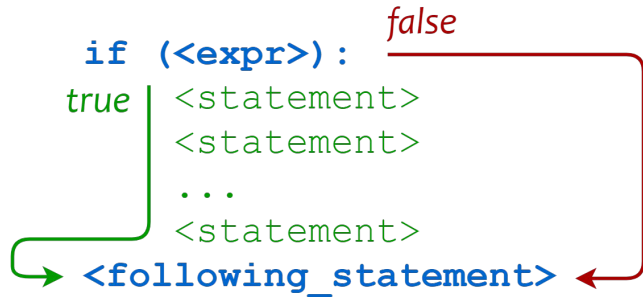 false
if (<expr>):
true
<statement>
<statement>
...
<statement>
<following_statement>